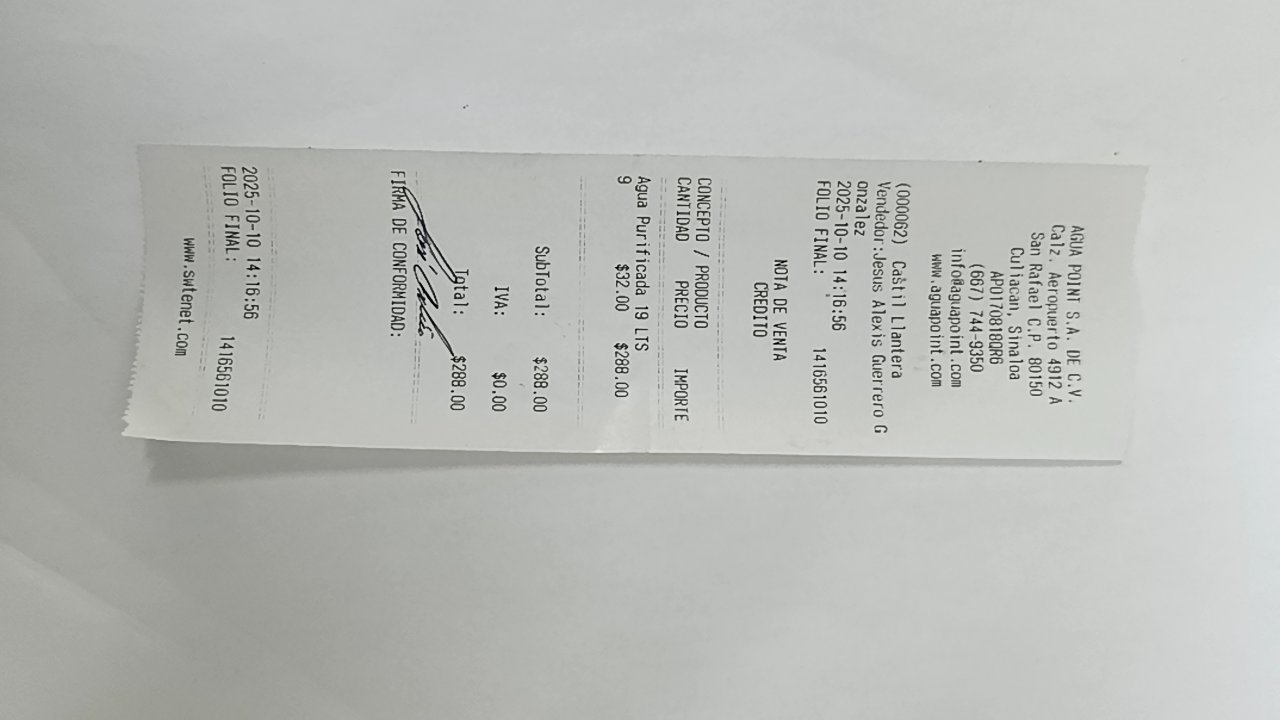 AGUA POINT S.A. DE C.V.
Calz. Aeropuerto 4912 A
San Rafael C.P. 80150
Culiacan, Sinaloa
APO170818QR6
(667) 744-9350
info@aguapoint.com
www.aguapoint.com
(000062) Castil Llantera
Vendedor:Jesus Alexis Guerrero G
onzalez
2025-10-10 14:16:56
FOLIO FINAL: 1416561010
NOTA DE VENTA
CREDITO
CONCEPTO / PRODUCTO
CANTIDAD PRECIO IMPORTE
Agua Purificada 19 LTS
9 $32.00 $288.00
SubTotal: $288.00
IVA: $0.00
Total: $288.00
FIRMA DE CONFORMIDAD:
2025-10-10 14:16:56
FOLIO FINAL: 1416561010
www.swtenet.com